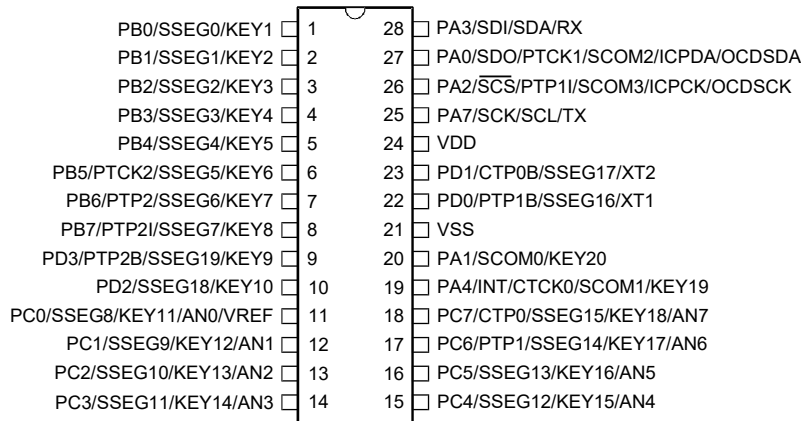 PB0/SSEG0/KEY1 1 28 PA3/SDI/SDA/RX
PB1/SSEG1/KEY2 2 27 PA0/SDO/PTCK1/SCOM2/ICPDA/OCDSDA
PB2/SSEG2/KEY3 3 26 PA2/SCS/PTP1I/SCOM3/ICPCK/OCDSCK
PB3/SSEG3/KEY4 4 25 PA7/SCK/SCL/TX
PB4/SSEG4/KEY5 5 24 VDD
PB5/PTCK2/SSEG5/KEY6 6 23 PD1/CTP0B/SSEG17/XT2
PB6/PTP2/SSEG6/KEY7 7 22 PD0/PTP1B/SSEG16/XT1
PB7/PTP2I/SSEG7/KEY8 8 21 VSS
PD3/PTP2B/SSEG19/KEY9 9 20 PA1/SCOM0/KEY20
PD2/SSEG18/KEY10 10 19 PA4/INT/CTCK0/SCOM1/KEY19
PC0/SSEG8/KEY11/AN0/VREF 11 18 PC7/CTP0/SSEG15/KEY18/AN7
PC1/SSEG9/KEY12/AN1 12 17 PC6/PTP1/SSEG14/KEY17/AN6
PC2/SSEG10/KEY13/AN2 13 16 PC5/SSEG13/KEY16/AN5
PC3/SSEG11/KEY14/AN3 14 15 PC4/SSEG12/KEY15/AN4